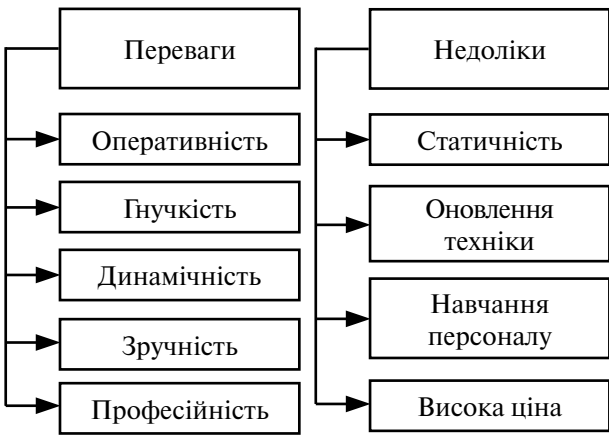 Переваги
Оперативність
Гнучкість
Динамічність
Зручність
Професійність
Недоліки
Статичність
Оновлення
техніки
Навчання
персоналу
Висока ціна